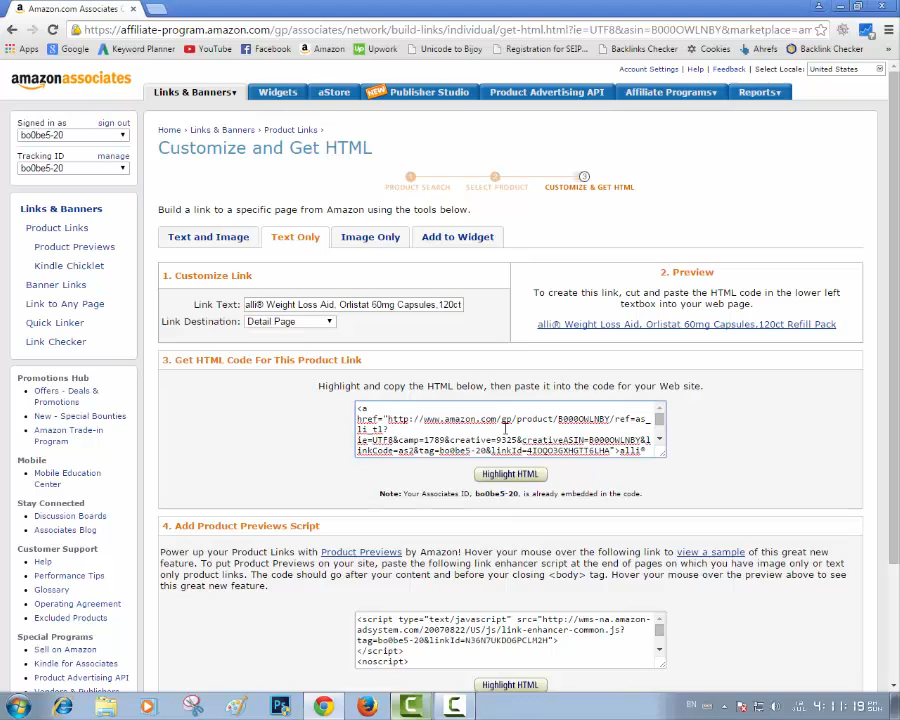 Amazon.com Associates (
https://affiliate-program.amazon.com/gp/associates/network/build-links/individual/get-html.html?ie=UTF8&asin=B000OWLNBY&marketplace=am
Apps Google Keyword Planner YouTube Facebook Amazon Upwork Unicode to Bijoy Registration for SEIP... Backlinks Checker Cookies Ahrefs Backlink Checker
amazonassociates
Account Settings | Help | Feedback | Select Locale: United States
Links & Banners▾ Widgets aStore NEW Publisher Studio Product Advertising API Affiliate Programs▾ Reports▾
Signed in as sign out
bo0be5-20
Tracking ID manage
bo0be5-20
Links & Banners
Product Links
Product Previews
Kindle Chicklet
Banner Links
Link to Any Page
Quick Linker
Link Checker
Promotions Hub
Offers - Deals &
Promotions
New - Special Bounties
Amazon Trade-in
Program
Mobile
Mobile Education
Center
Stay Connected
Discussion Boards
Associates Blog
Customer Support
Help
Performance Tips
Glossary
Operating Agreement
Excluded Products
Special Programs
Sell on Amazon
Kindle for Associates
Product Advertising API
Vendors & Publishers
Home › Links & Banners › Product Links ›
Customize and Get HTML
1 2 3
PRODUCT SEARCH SELECT PRODUCT CUSTOMIZE & GET HTML
Build a link to a specific page from Amazon using the tools below.
Text and Image Text Only Image Only Add to Widget
1. Customize Link
Link Text: alli® Weight Loss Aid, Orlistat 60mg Capsules,120ct
Link Destination: Detail Page
2. Preview
To create this link, cut and paste the HTML code in the lower left
textbox into your web page.
alli® Weight Loss Aid, Orlistat 60mg Capsules,120ct Refill Pack
3. Get HTML Code For This Product Link
Highlight and copy the HTML below, then paste it into the code for your Web site.
<a
href="http://www.amazon.com/gp/product/B000OWLNBY/ref=as_
li_tl?
ie=UTF8&camp=1789&creative=9325&creativeASIN=B000OWLNBY&l
inkCode=as2&tag=bo0be5-20&linkId=4IOQO3GXHGTT6LHA">alli®
Highlight HTML
Note: Your Associates ID, bo0be5-20, is already embedded in the code.
4. Add Product Previews Script
Power up your Product Links with Product Previews by Amazon! Hover your mouse over the following link to view a sample of this great new
feature. To put Product Previews on your site, paste the following link enhancer script at the end of pages on which you have image only or text
only product links. The code should go after your content and before your closing <body> tag. Hover your mouse over the preview above to see
this great new feature.
<script type="text/javascript" src="http://wms-na.amazon-
adsystem.com/20070822/US/js/link-enhancer-common.js?
tag=bo0be5-20&linkId=N36N7UKDO6PCLM2H">
</script>
<noscript>
Highlight HTML
EN 4:11:19 PM
JUL SUN